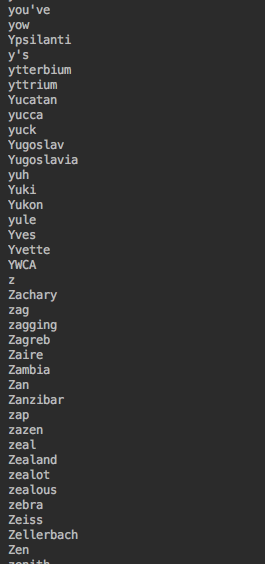 you've
yow
Ypsilanti
y's
ytterbium
yttrium
Yucatan
yucca
yuck
Yugoslav
Yugoslavia
yuh
Yuki
Yukon
yule
Yves
Yvette
YWCA
z
Zachary
zag
zagging
Zagreb
Zaire
Zambia
Zan
Zanzibar
zap
zazen
zeal
Zealand
zealot
zealous
zebra
Zeiss
Zellerbach
Zen
zenith